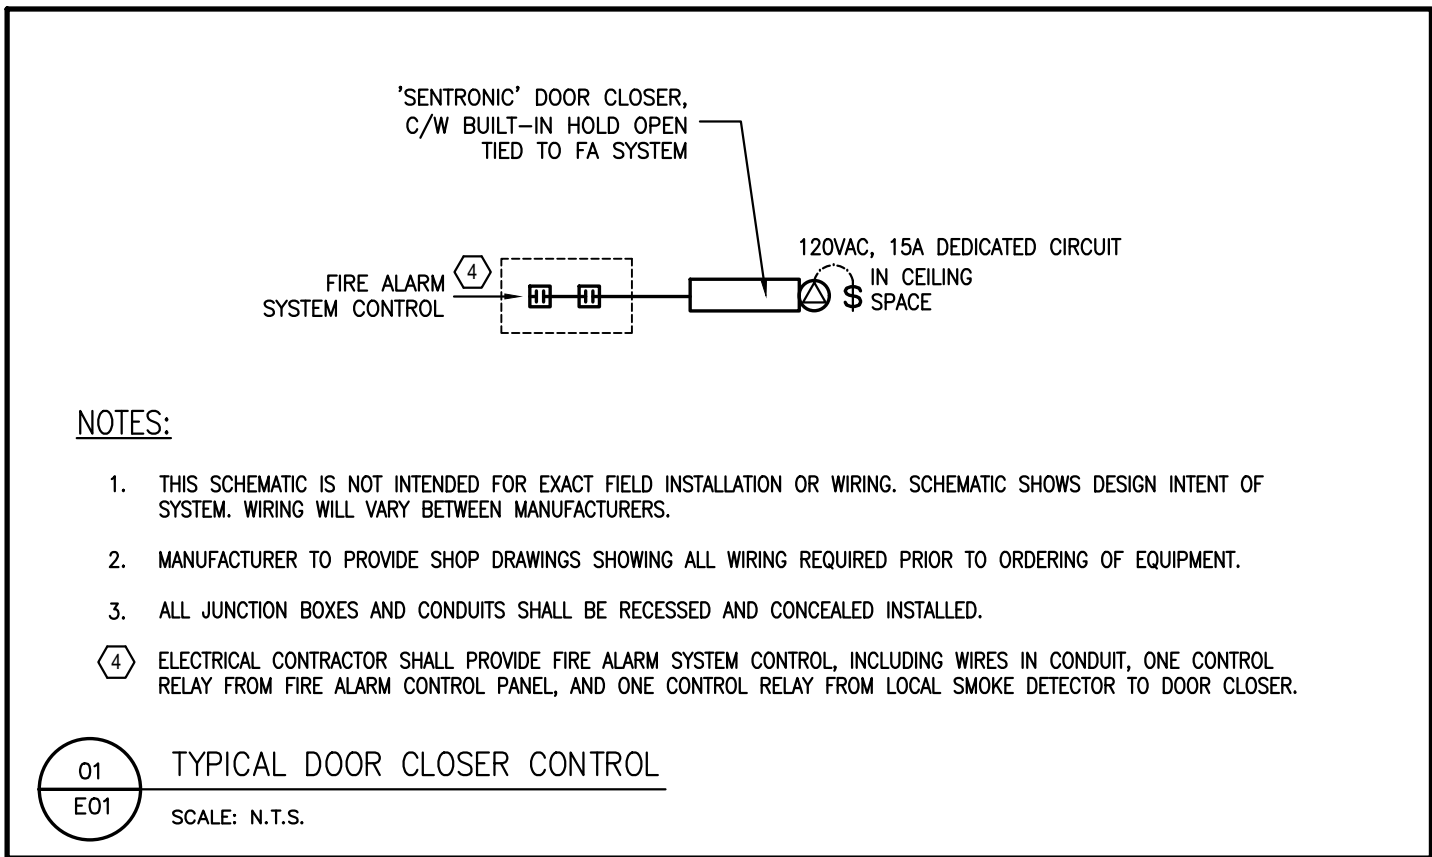 'SENTRONIC' DOOR CLOSER,
C/W BUILT-IN HOLD OPEN
TIED TO FA SYSTEM
120VAC, 15A DEDICATED CIRCUIT
IN CEILING
SPACE
$
FIRE ALARM
SYSTEM CONTROL
4
NOTES:
1. THIS SCHEMATIC IS NOT INTENDED FOR EXACT FIELD INSTALLATION OR WIRING. SCHEMATIC SHOWS DESIGN INTENT OF
SYSTEM. WIRING WILL VARY BETWEEN MANUFACTURERS.
2. MANUFACTURER TO PROVIDE SHOP DRAWINGS SHOWING ALL WIRING REQUIRED PRIOR TO ORDERING OF EQUIPMENT.
3. ALL JUNCTION BOXES AND CONDUITS SHALL BE RECESSED AND CONCEALED INSTALLED.
4 ELECTRICAL CONTRACTOR SHALL PROVIDE FIRE ALARM SYSTEM CONTROL, INCLUDING WIRES IN CONDUIT, ONE CONTROL
RELAY FROM FIRE ALARM CONTROL PANEL, AND ONE CONTROL RELAY FROM LOCAL SMOKE DETECTOR TO DOOR CLOSER.
01
E01
TYPICAL DOOR CLOSER CONTROL
SCALE: N.T.S.